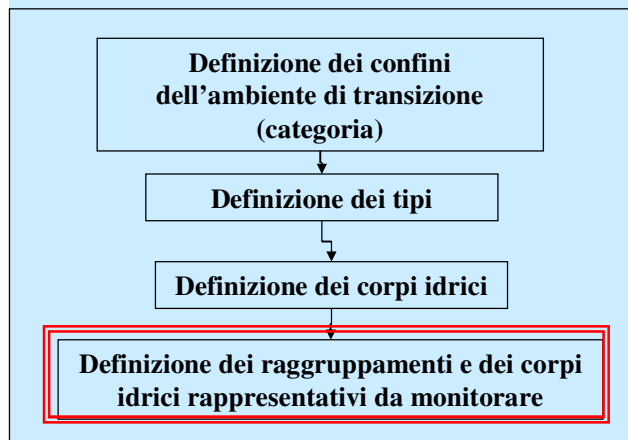 Definizione dei confini
dell’ambiente di transizione
(categoria)
Definizione dei tipi
Definizione dei corpi idrici
Definizione dei raggruppamenti e dei corpi
idrici rappresentativi da monitorare